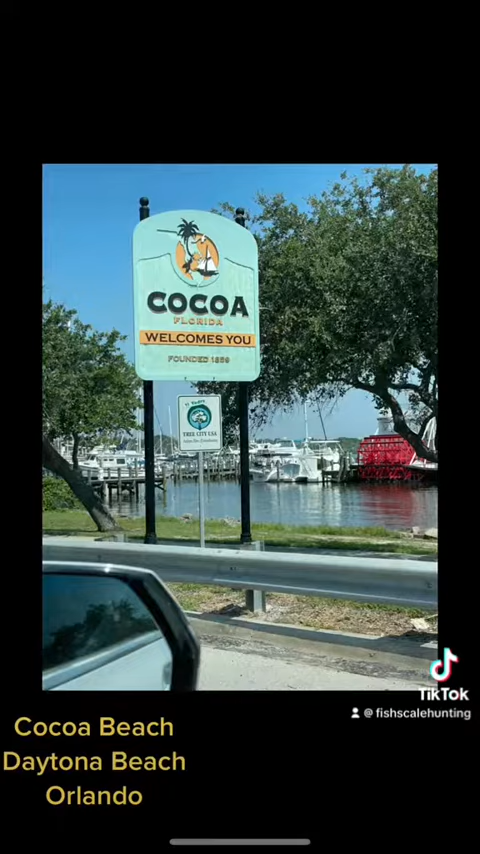 COCOA
FLORIDA
WELCOMES YOU
FOUNDED 1859
TREE CITY USA
TikTok
@ fishscalehunting
Cocoa Beach
Daytona Beach
Orlando